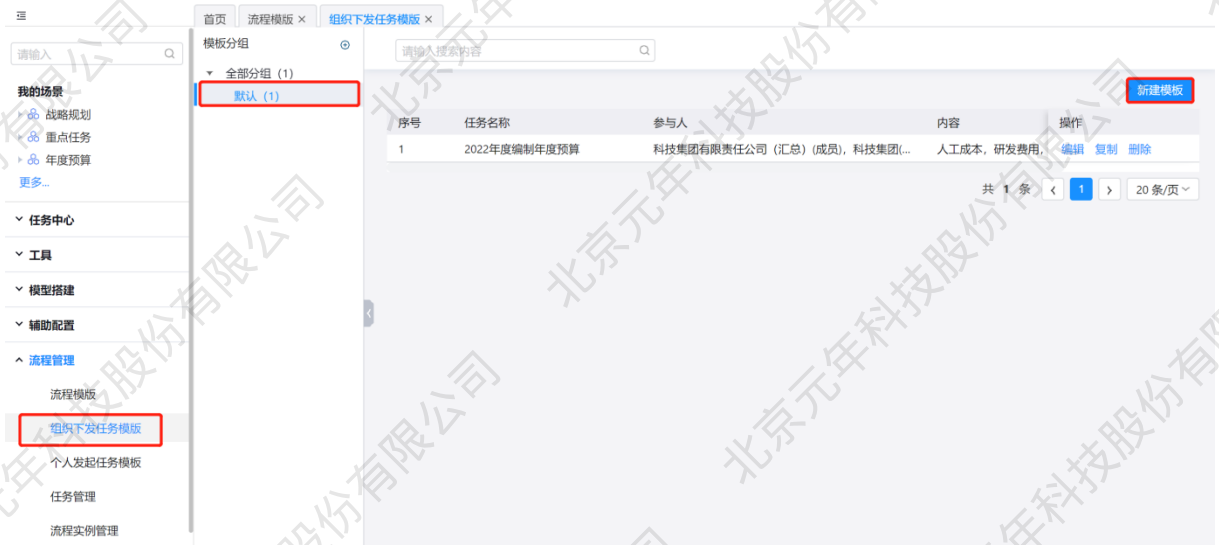 首页 流程模版 × 组织下发任务模版 ×
请输入
我的场景
战略规划
重点任务
年度预算
更多...
任务中心
工具
模型搭建
辅助配置
流程管理
流程模版
组织下发任务模版
个人发起任务模板
任务管理
流程实例管理
模板分组
全部分组（1）
默认（1）
请输入搜索内容
新建模板
序号 任务名称 参与人 内容 操作
1 2022年度编制年度预算 科技集团有限责任公司（汇总）(成员)，科技集团(... 人工成本，研发费用， 编辑 复制 删除
共 1 条 < 1 > 20 条/页
北京元年科技股份有限公司